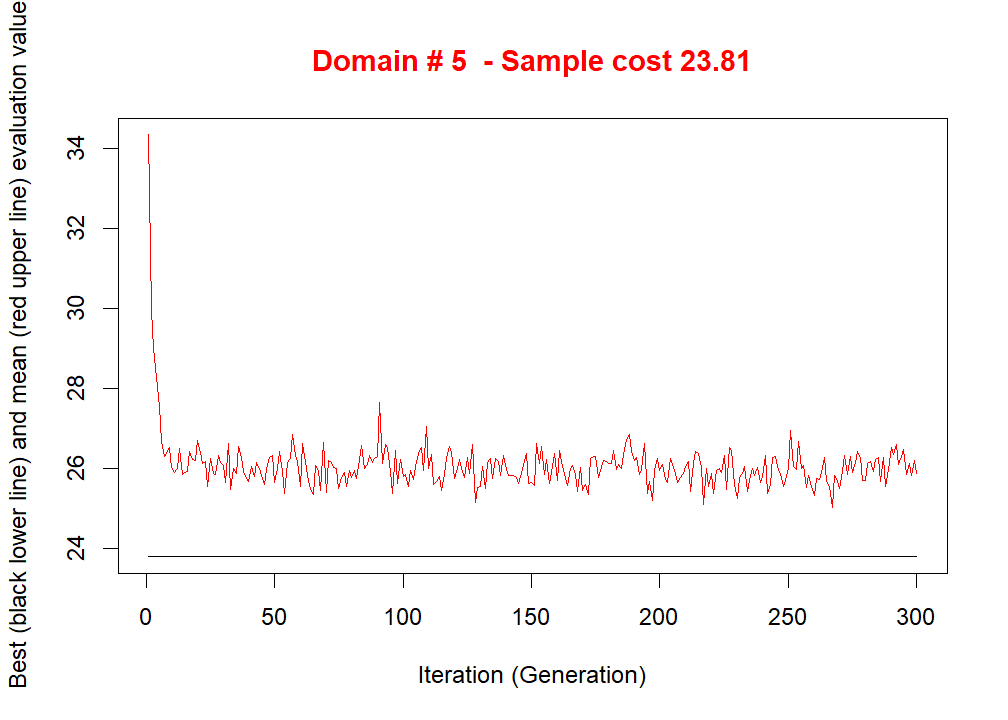 Domain # 5  - Sample cost 23.81
Best (black lower line) and mean (red upper line) evaluation value
34
32
30
28
26
24
0 50 100 150 200 250 300
Iteration (Generation)